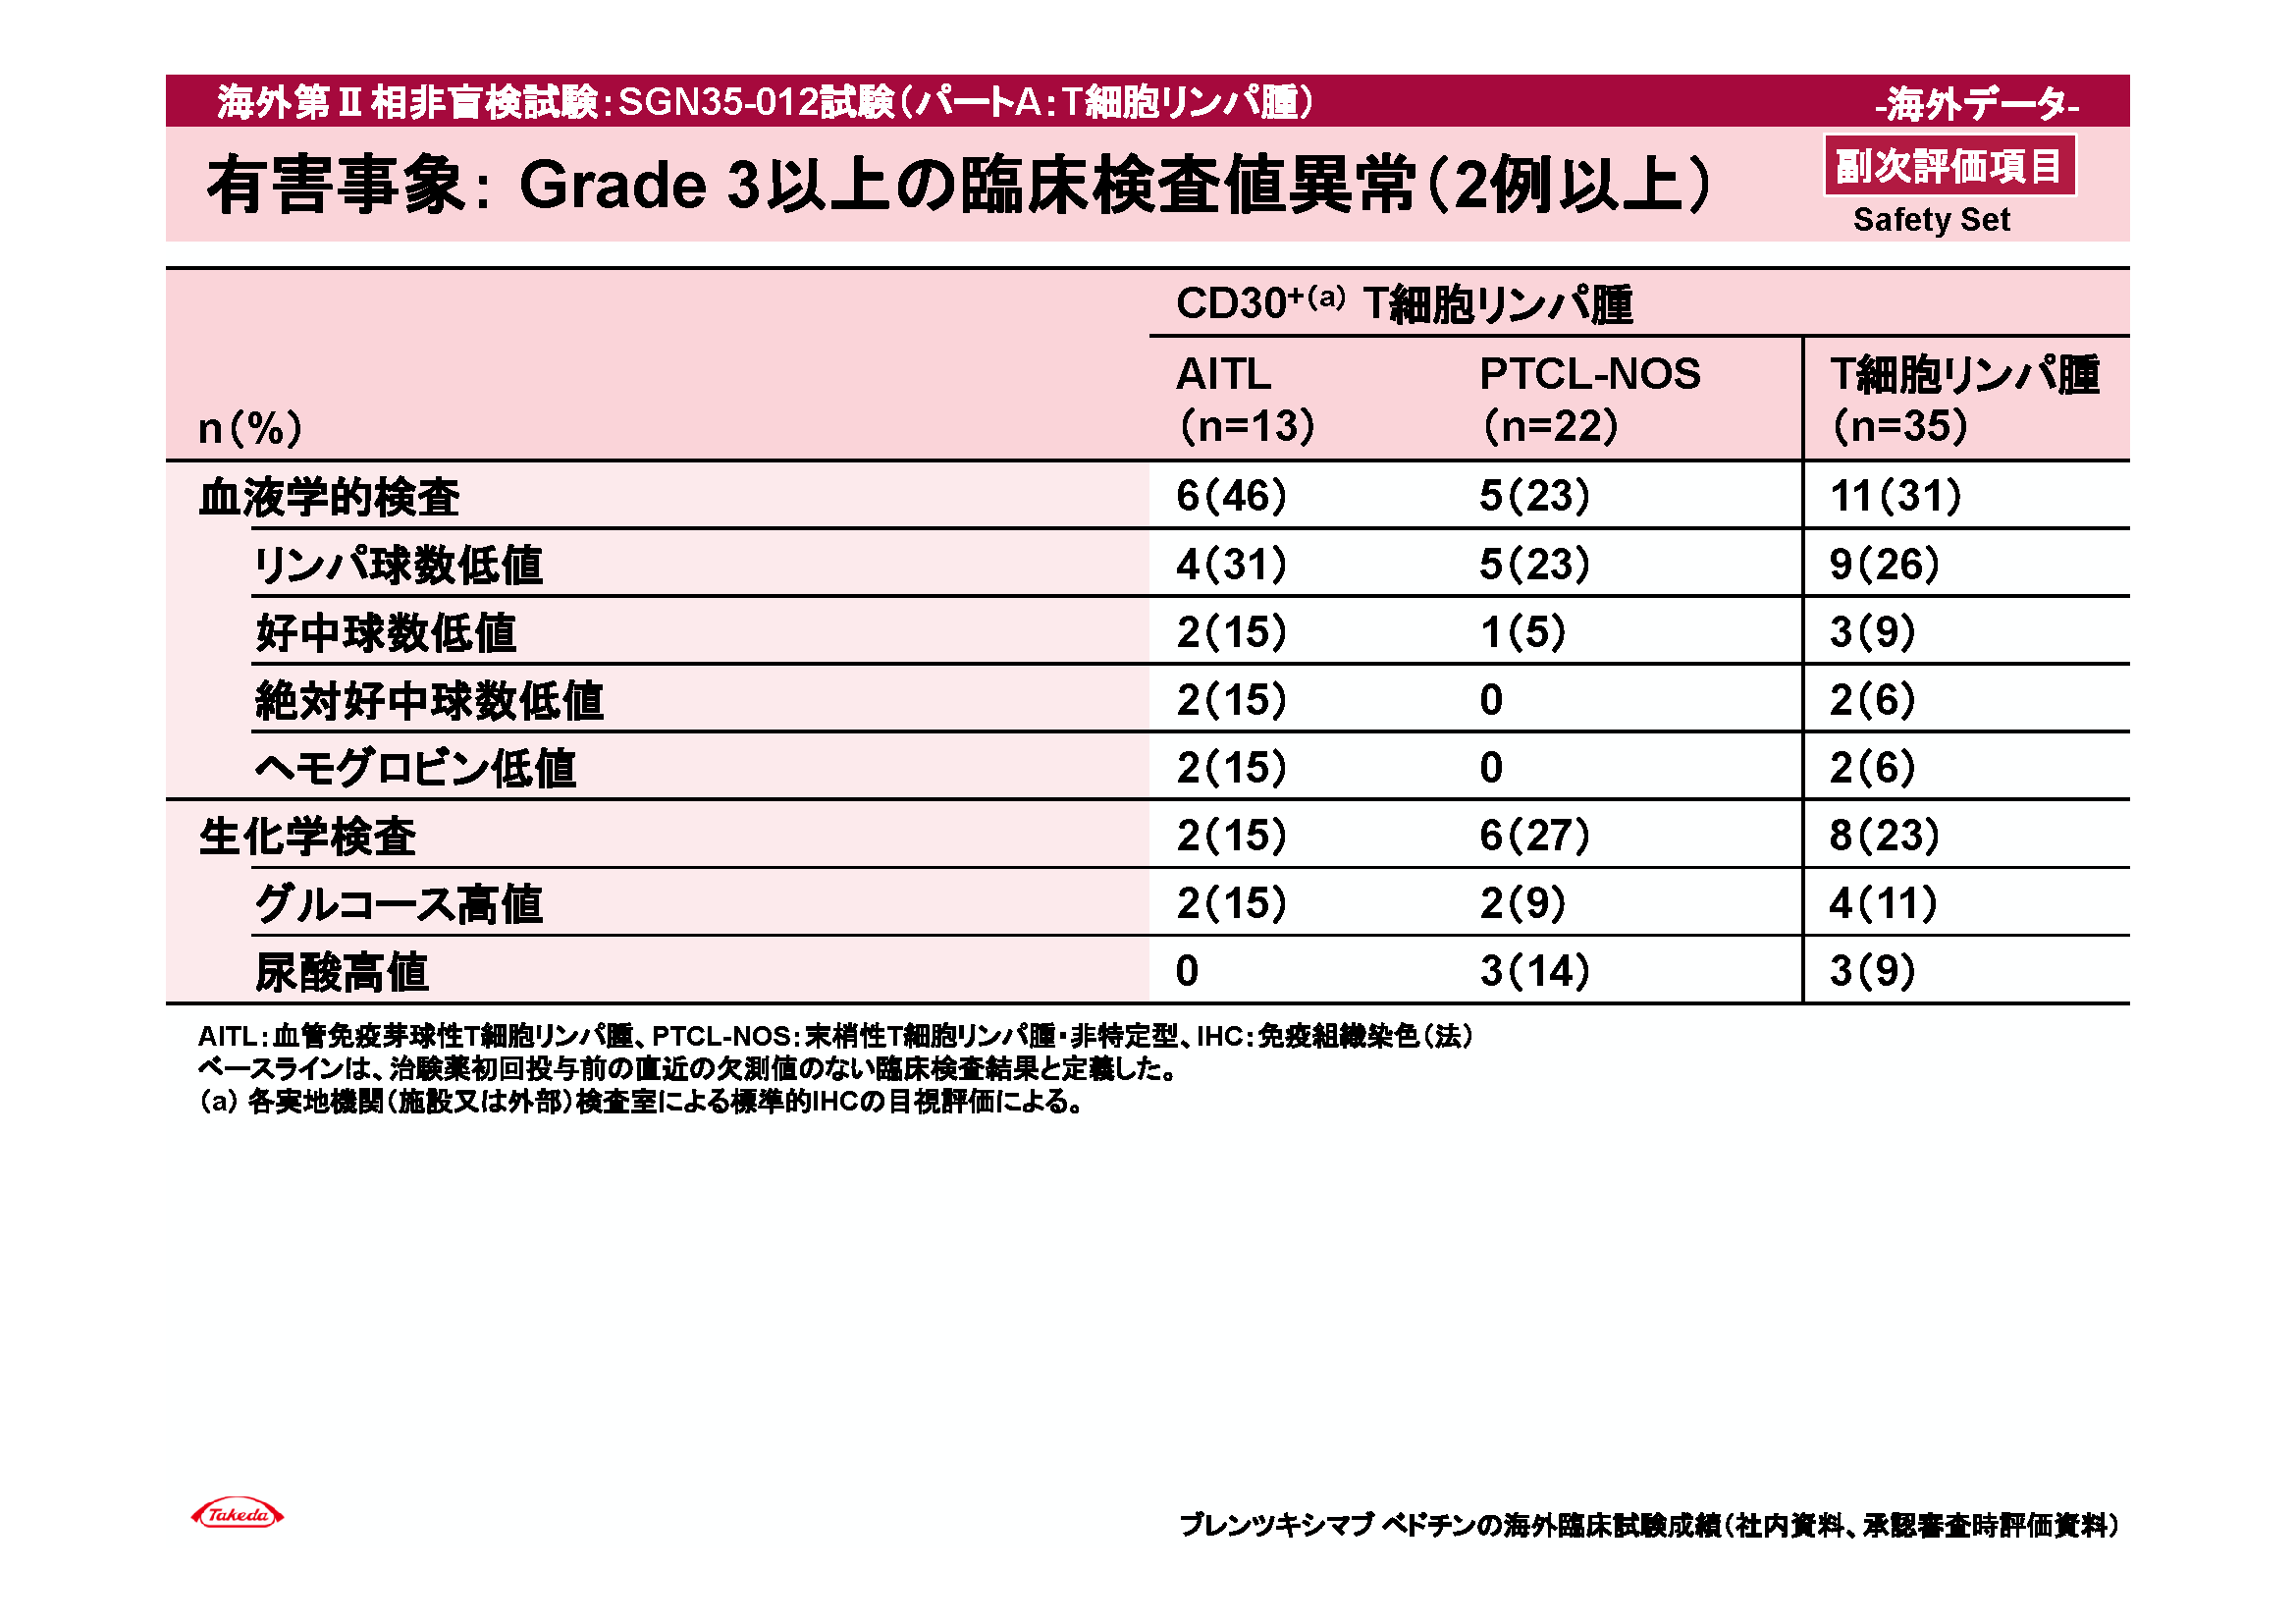 海外第Ⅱ相非盲検試験：SGN35-012試験（パートA：T細胞リンパ腫）
-海外データ-
有害事象： Grade 3以上の臨床検査値異常（2例以上）
副次評価項目
Safety Set
CD30+（a） T細胞リンパ腫
n（%）
AITL
（n=13）
PTCL-NOS
（n=22）
T細胞リンパ腫
（n=35）
血液学的検査 6（46） 5（23） 11（31）
リンパ球数低値 4（31） 5（23） 9（26）
好中球数低値 2（15） 1（5） 3（9）
絶対好中球数低値 2（15） 0 2（6）
ヘモグロビン低値 2（15） 0 2（6）
生化学検査 2（15） 6（27） 8（23）
グルコース高値 2（15） 2（9） 4（11）
尿酸高値 0 3（14） 3（9）
AITL：血管免疫芽球性T細胞リンパ腫、PTCL-NOS：末梢性T細胞リンパ腫・非特定型、IHC：免疫組織染色（法）
ベースラインは、治験薬初回投与前の直近の欠測値のない臨床検査結果と定義した。
（a） 各実地機関（施設又は外部）検査室による標準的IHCの目視評価による。
Takeda
ブレンツキシマブ ベドチンの海外臨床試験成績（社内資料、承認審査時評価資料）